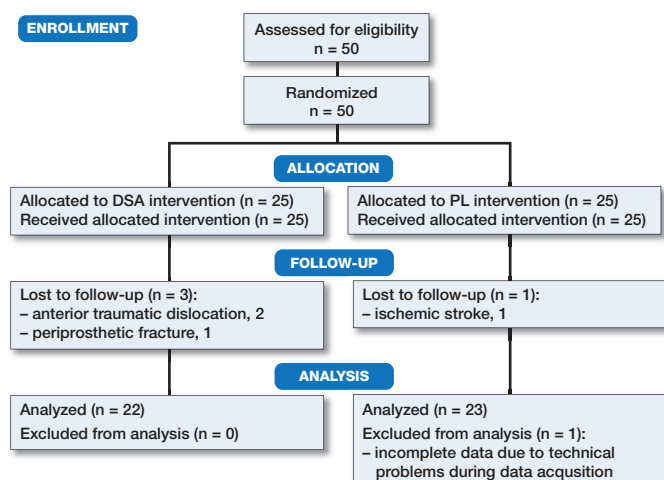 ENROLLMENT
Assessed for eligibility
n = 50
Randomized
n = 50
ALLOCATION
Allocated to DSA intervention (n = 25)
Received allocated intervention (n = 25)
Allocated to PL intervention (n = 25)
Received allocated intervention (n = 25)
FOLLOW-UP
Lost to follow-up (n = 3):
– anterior traumatic dislocation, 2
– periprosthetic fracture, 1
Lost to follow-up (n = 1):
– ischemic stroke, 1
ANALYSIS
Analyzed (n = 22)
Excluded from analysis (n = 0)
Analyzed (n = 23)
Excluded from analysis (n = 1):
– incomplete data due to technical
problems during data acqusition